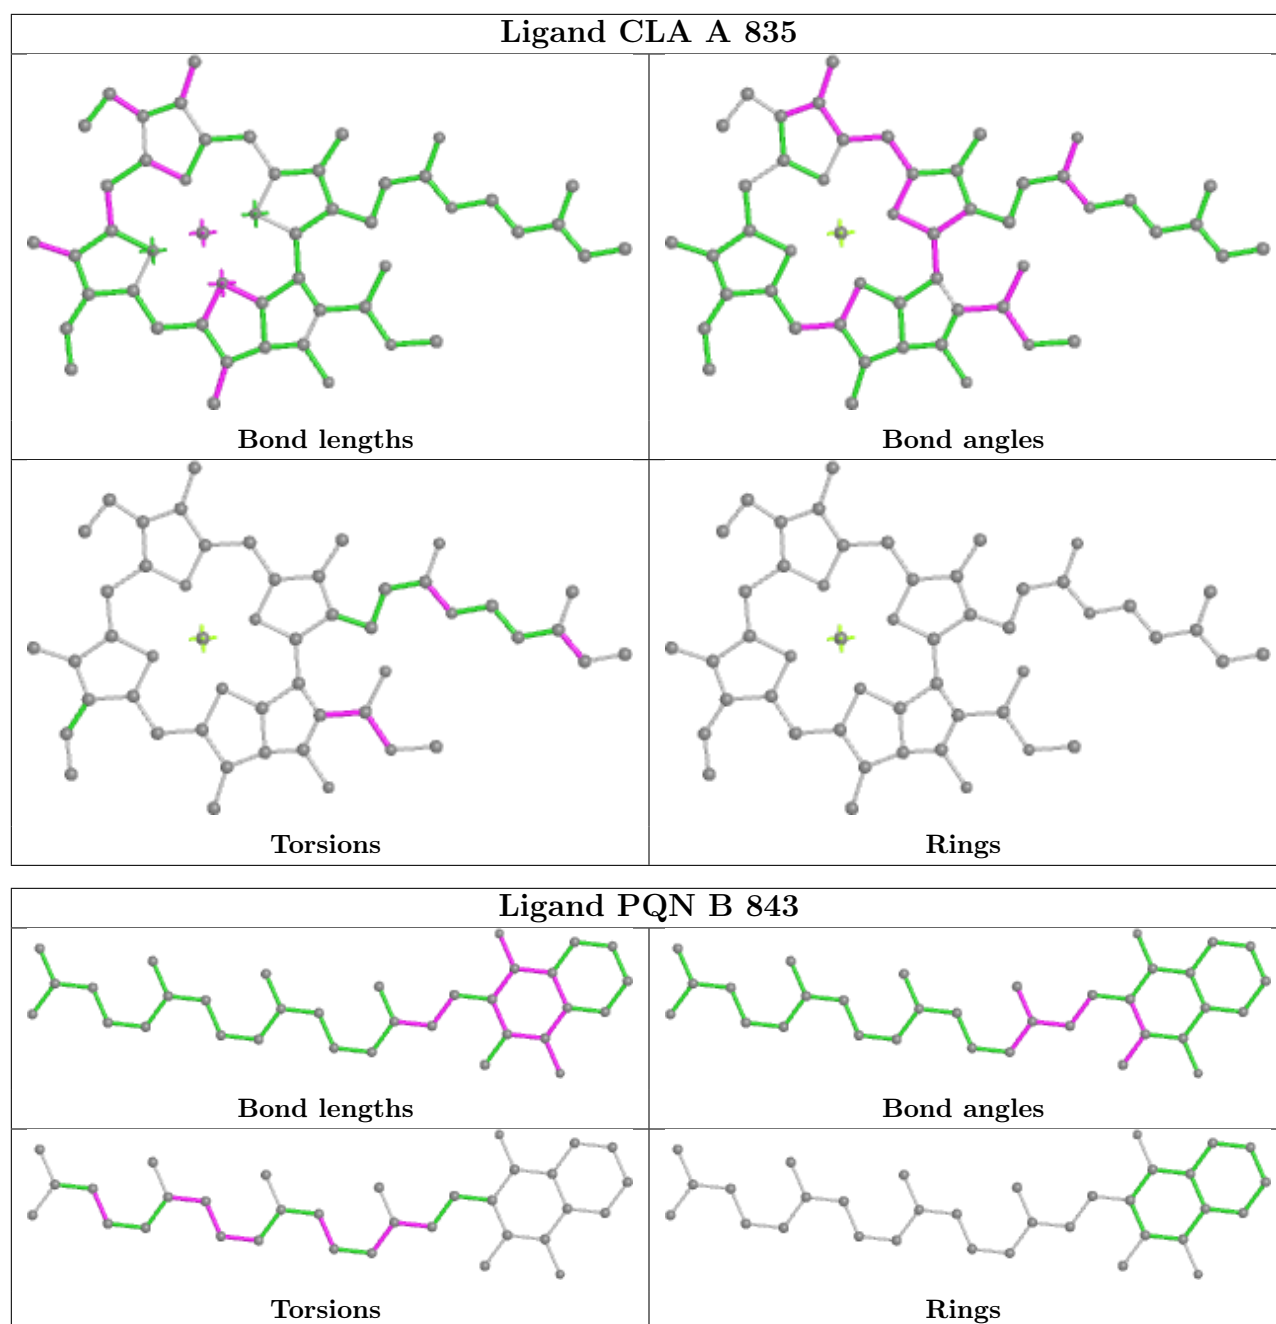 Ligand CLA A 835
Bond lengths
Bond angles
Torsions
Rings
Ligand PQN B 843
Bond lengths
Bond angles
Torsions
Rings